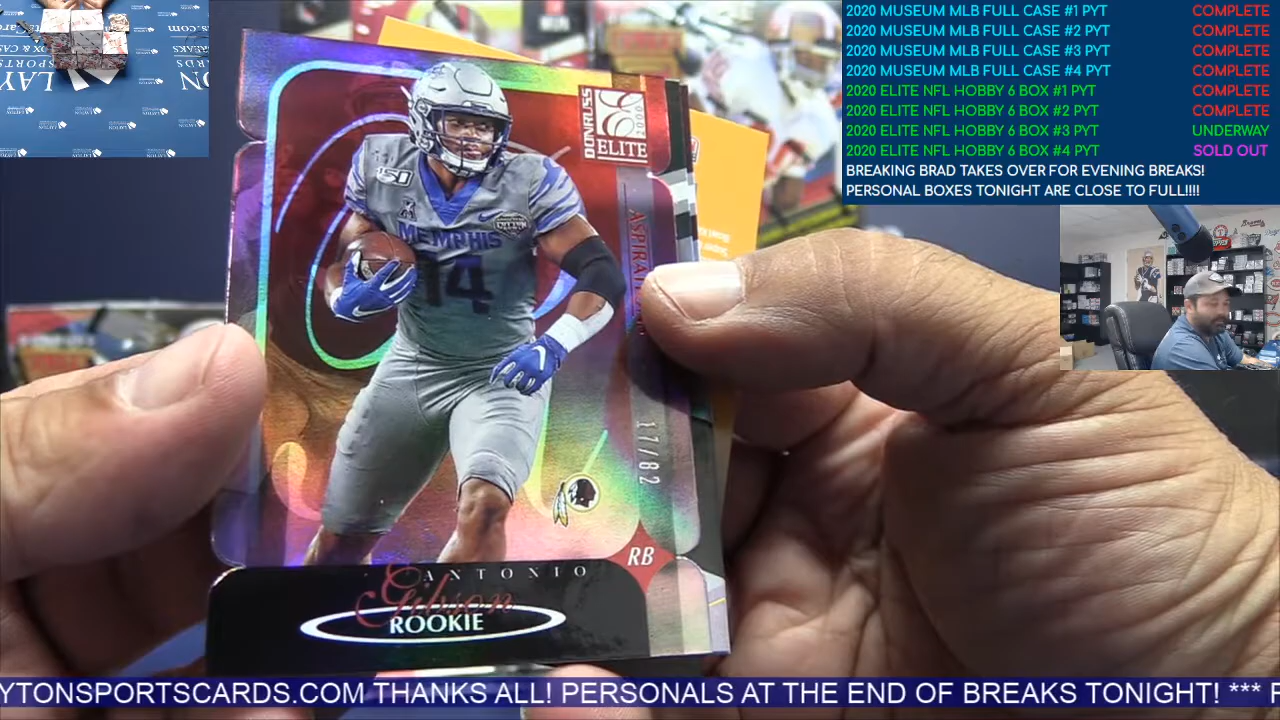 2020 MUSEUM MLB FULL CASE #1 PYT COMPLETE
2020 MUSEUM MLB FULL CASE #2 PYT COMPLETE
2020 MUSEUM MLB FULL CASE #3 PYT COMPLETE
2020 MUSEUM MLB FULL CASE #4 PYT COMPLETE
2020 ELITE NFL HOBBY 6 BOX #1 PYT COMPLETE
2020 ELITE NFL HOBBY 6 BOX #2 PYT COMPLETE
2020 ELITE NFL HOBBY 6 BOX #3 PYT UNDERWAY
2020 ELITE NFL HOBBY 6 BOX #4 PYT SOLD OUT
BREAKING BRAD TAKES OVER FOR EVENING BREAKS!
PERSONAL BOXES TONIGHT ARE CLOSE TO FULL!!!!
DONRUSS
ELITE
150
MEMPHIS
14
17/82
RB
ANTONIO
Gibson
ROOKIE
YTONSPORTSCARDS.COM THANKS ALL! PERSONALS AT THE END OF BREAKS TONIGHT! ***